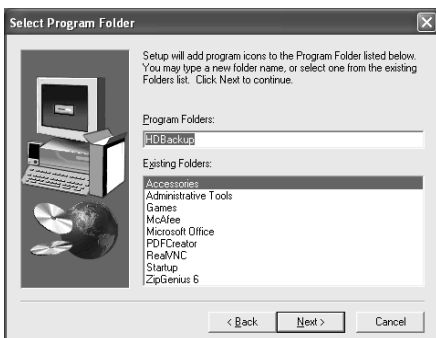 Select Program Folder
Setup will add program icons to the Program Folder listed below.
You may type a new folder name, or select one from the existing
Folders list. Click Next to continue.
Program Folders:
HDBackup
Existing Folders:
Accessories
Administrative Tools
Games
McAfee
Microsoft Office
PDFCreator
RealVNC
Startup
ZipGenius 6
< Back Next > Cancel